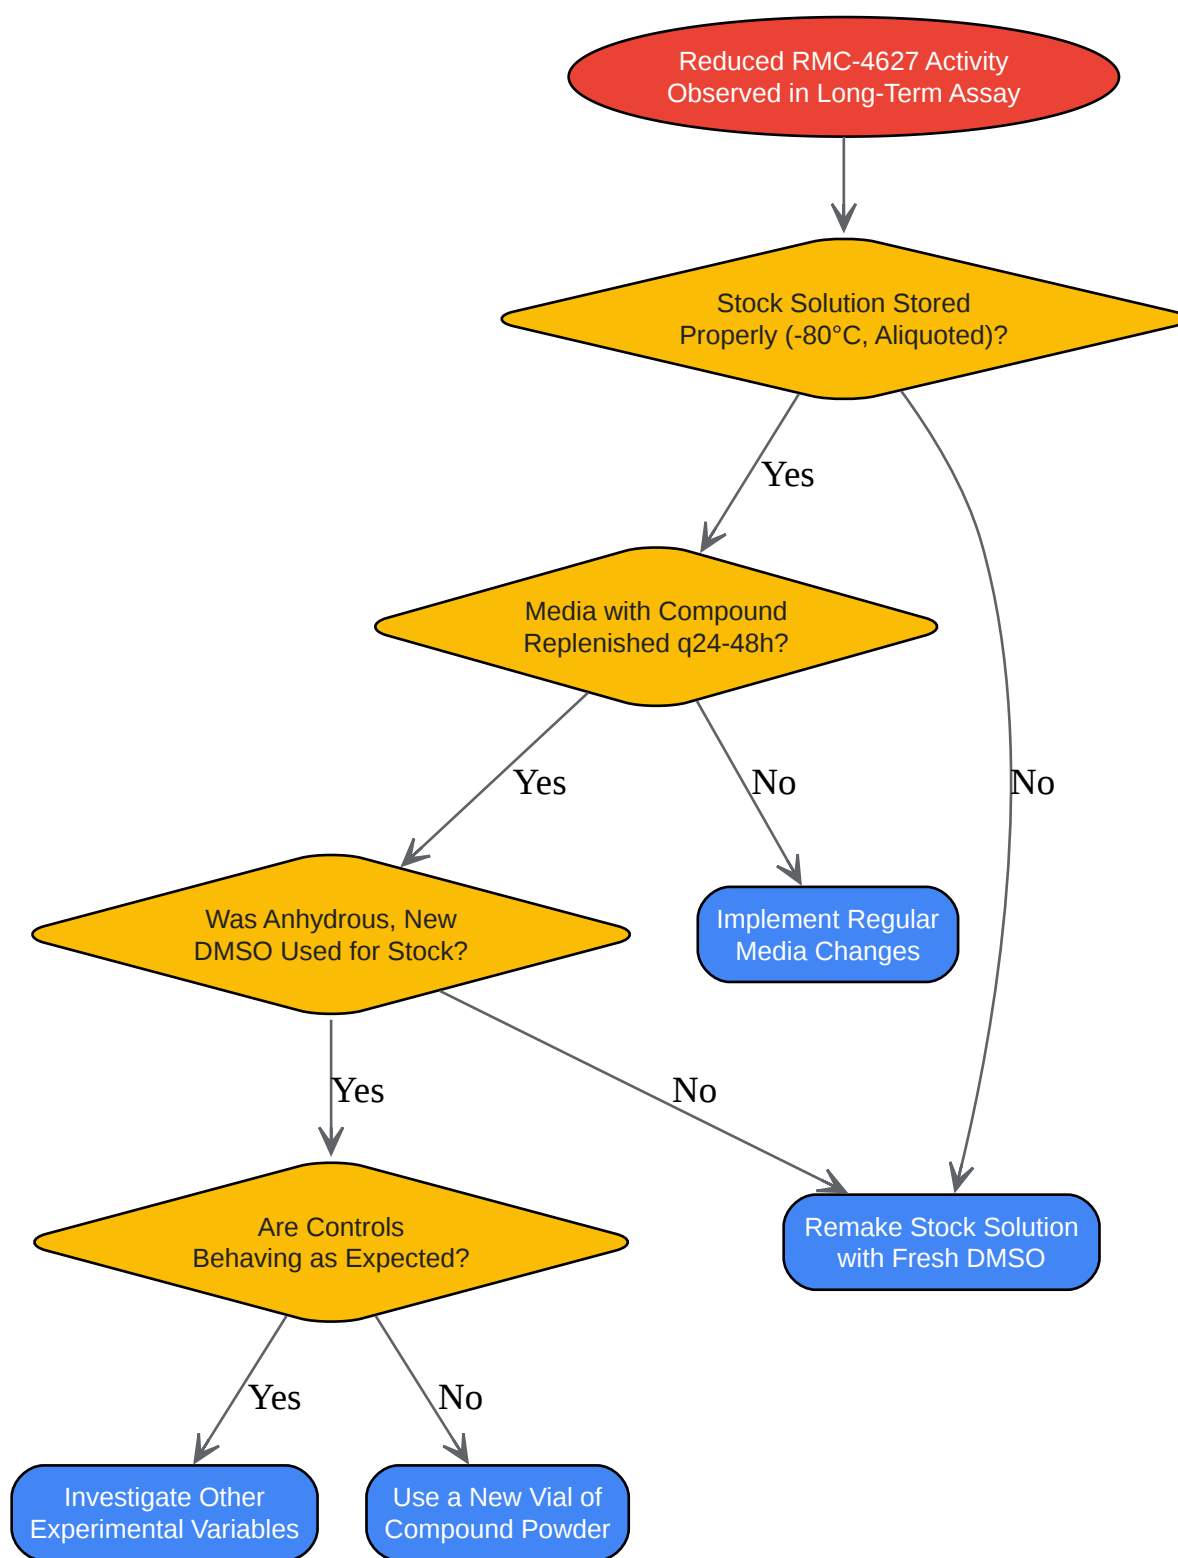 Reduced RMC-4627 Activity
Observed in Long-Term Assay
Stock Solution Stored
Properly (-80°C, Aliquoted)?
Yes
Media with Compound
Replenished q24-48h?
Yes
No
No
Was Anhydrous, New
DMSO Used for Stock?
Implement Regular
Media Changes
Yes
No
Are Controls
Behaving as Expected?
Remake Stock Solution
with Fresh DMSO
Yes
No
Investigate Other
Experimental Variables
Use a New Vial of
Compound Powder